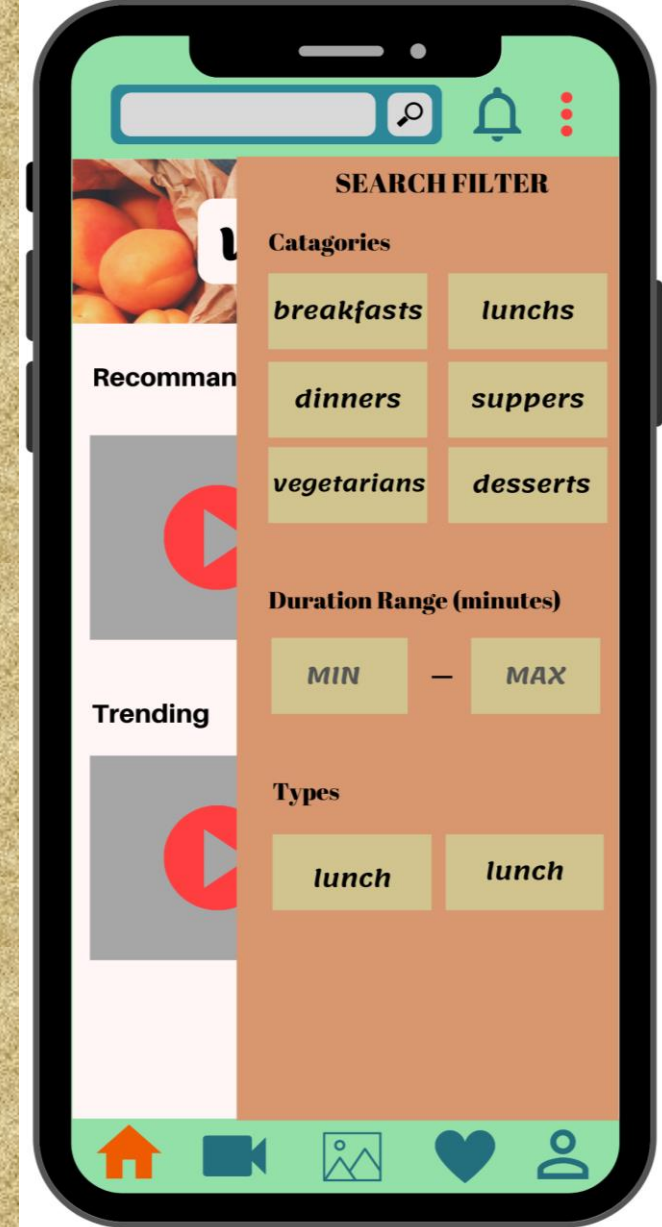 SEARCH FILTER
Catagories
breakfasts lunchs
dinners suppers
vegetarians desserts
Duration Range (minutes)
MIN – MAX
Types
lunch lunch
Recomman
Trending